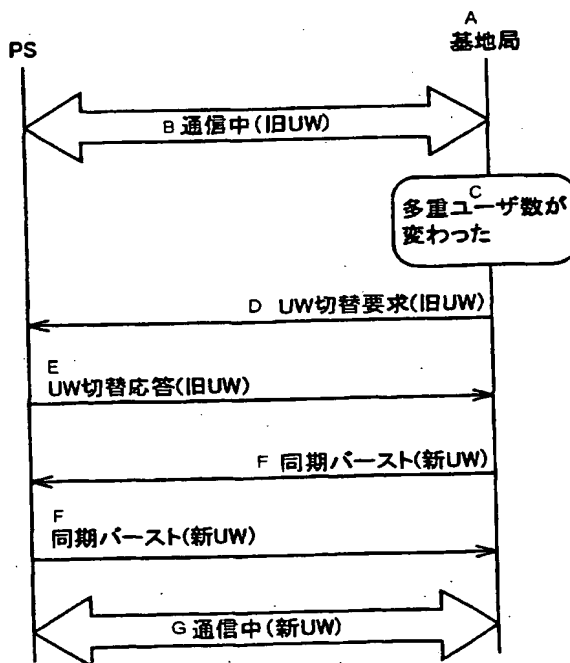 A
PS
基地局
B 通信中(旧UW)
C
多重ユーザ数が
変わった
D UW切替要求(旧UW)
E
UW切替応答(旧UW)
F 同期バースト(新UW)
F
同期バースト(新UW)
G 通信中(新UW)